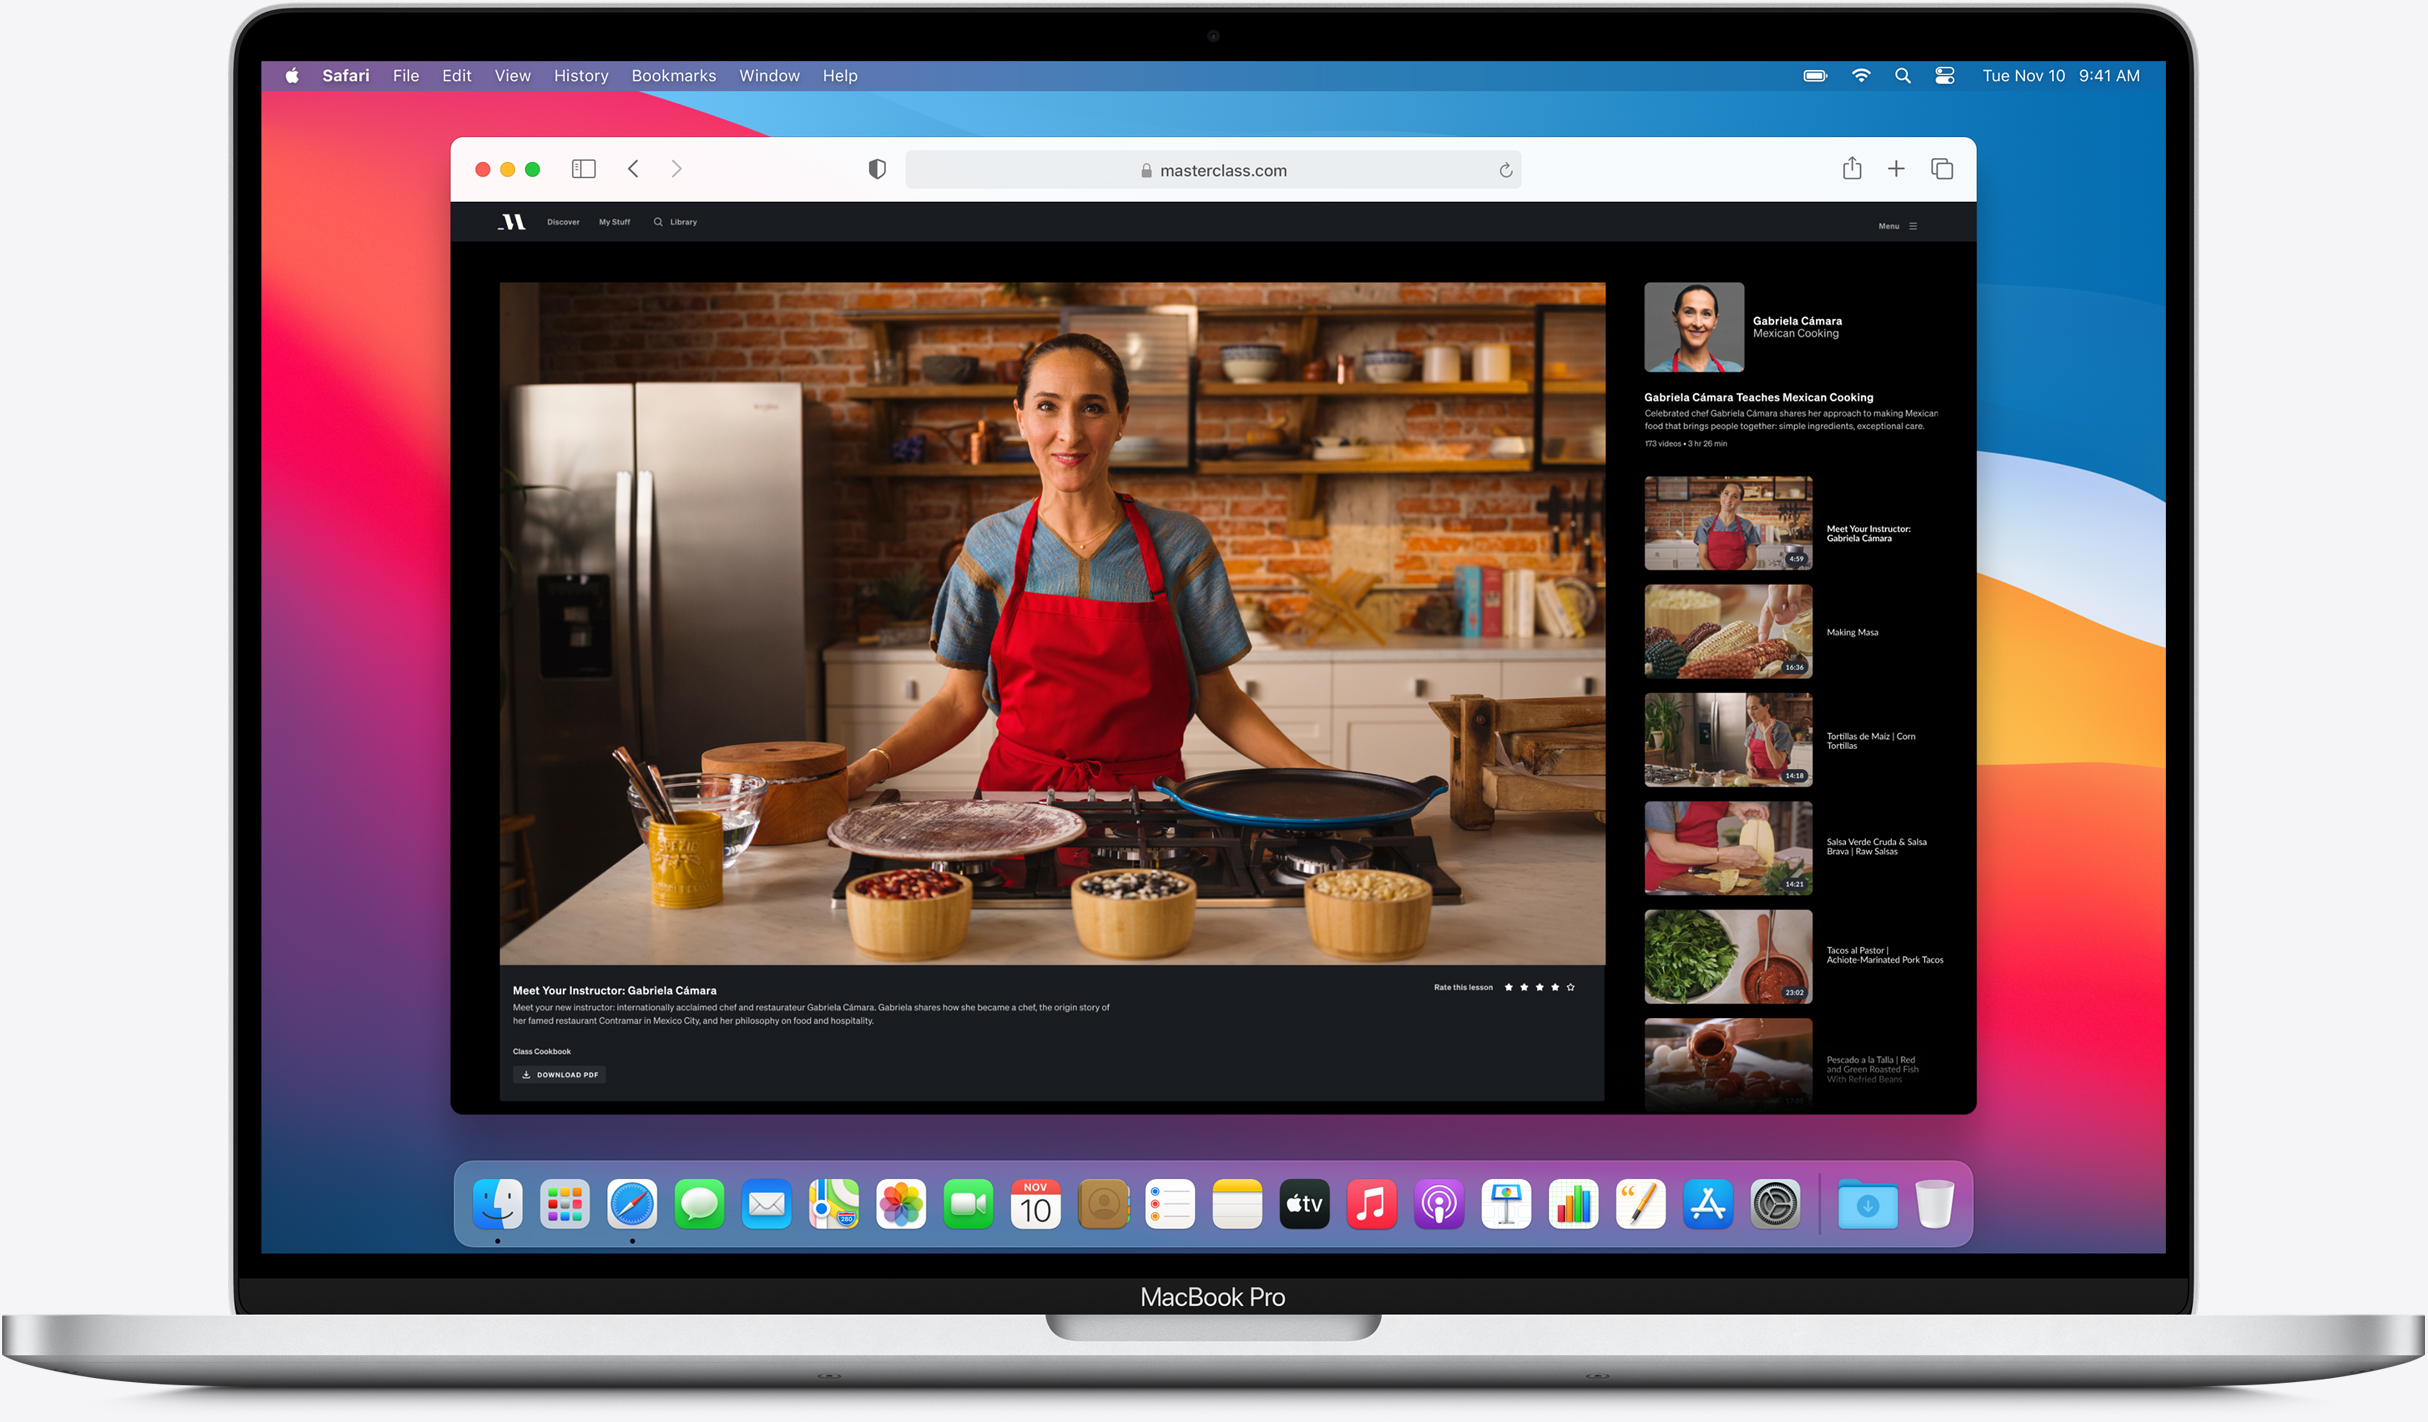 Safari File Edit View History Bookmarks Window Help
Tue Nov 10 9:41 AM
masterclass.com
Discover My Stuff Library
Menu
Gabriela Cámara
Mexican Cooking
Gabriela Cámara Teaches Mexican Cooking
Celebrated chef Gabriela Cámara shares her approach to making Mexican
food that brings people together: simple ingredients, exceptional care.
173 videos • 3 hr 26 min
Meet Your Instructor:
Gabriela Cámara
4:59
Making Masa
16:36
Tortillas de Maíz | Corn
Tortillas
14:18
Salsa Verde Cruda & Salsa
Brava | Raw Salsas
14:21
Tacos al Pastor |
Achiote-Marinated Pork Tacos
23:02
Pescado a la Talla | Red
and Green Roasted Fish
With Refried Beans
Meet Your Instructor: Gabriela Cámara
Rate this lesson
Meet your new instructor: internationally acclaimed chef and restaurateur Gabriela Cámara. Gabriela shares how she became a chef, the origin story of
her famed restaurant Contramar in Mexico City, and her philosophy on food and hospitality.
Class Cookbook
DOWNLOAD PDF
280
NOV
10
tv
MacBook Pro